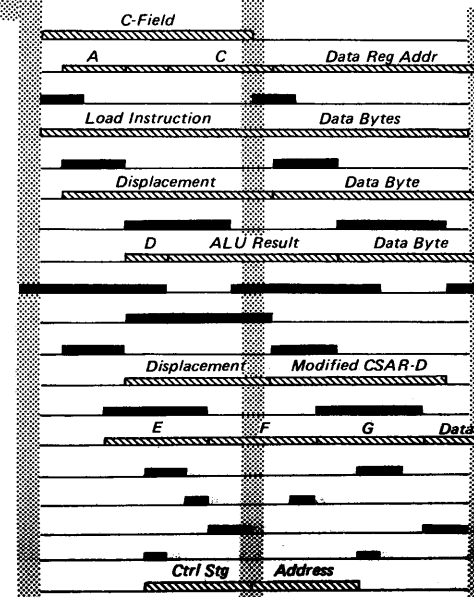 C-Field
A C Data Reg Addr
Load Instruction Data Bytes
Displacement Data Byte
D ALU Result Data Byte
Displacement Modified CSAR-D
E F G Data
Ctrl Stg Address